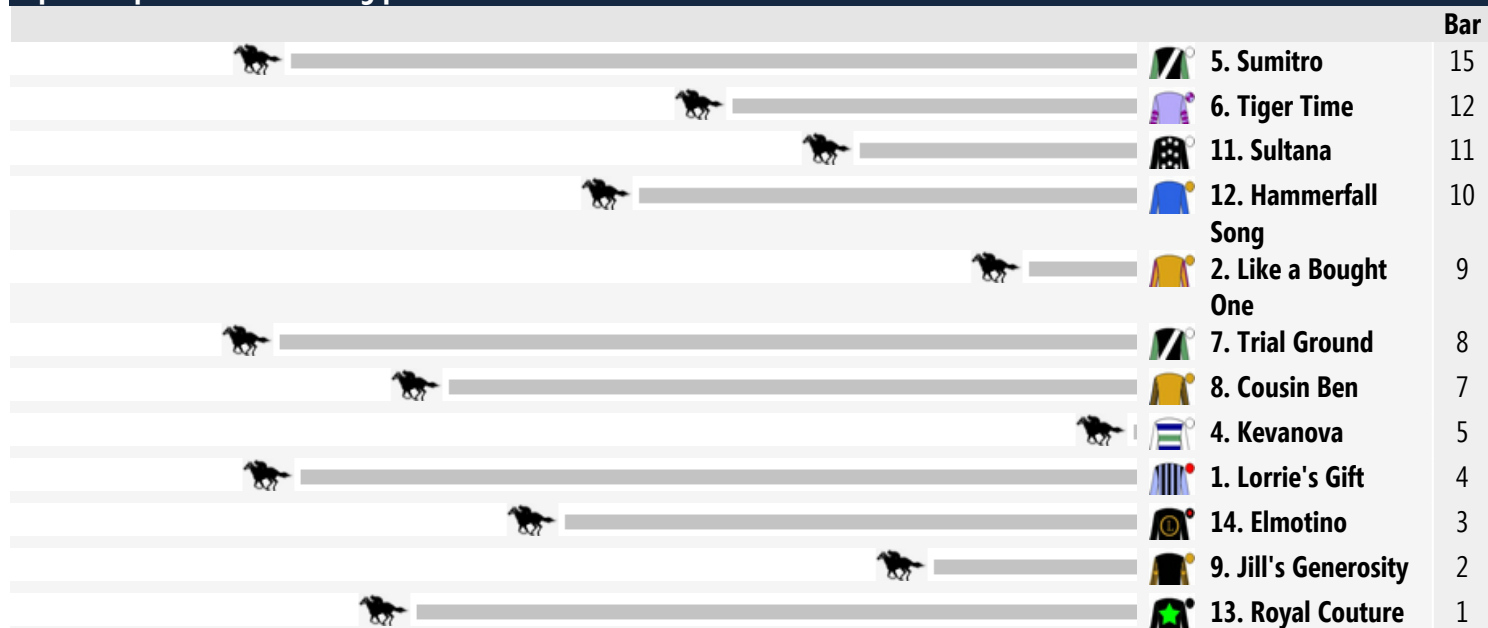 Bar
5. Sumitro 15
6. Tiger Time 12
11. Sultana 11
12. Hammerfall 10
Song
2. Like a Bought 9
One
7. Trial Ground 8
8. Cousin Ben 7
4. Kevanova 5
1. Lorrie's Gift 4
14. Elmotino 3
9. Jill's Generosity 2
13. Royal Couture 1